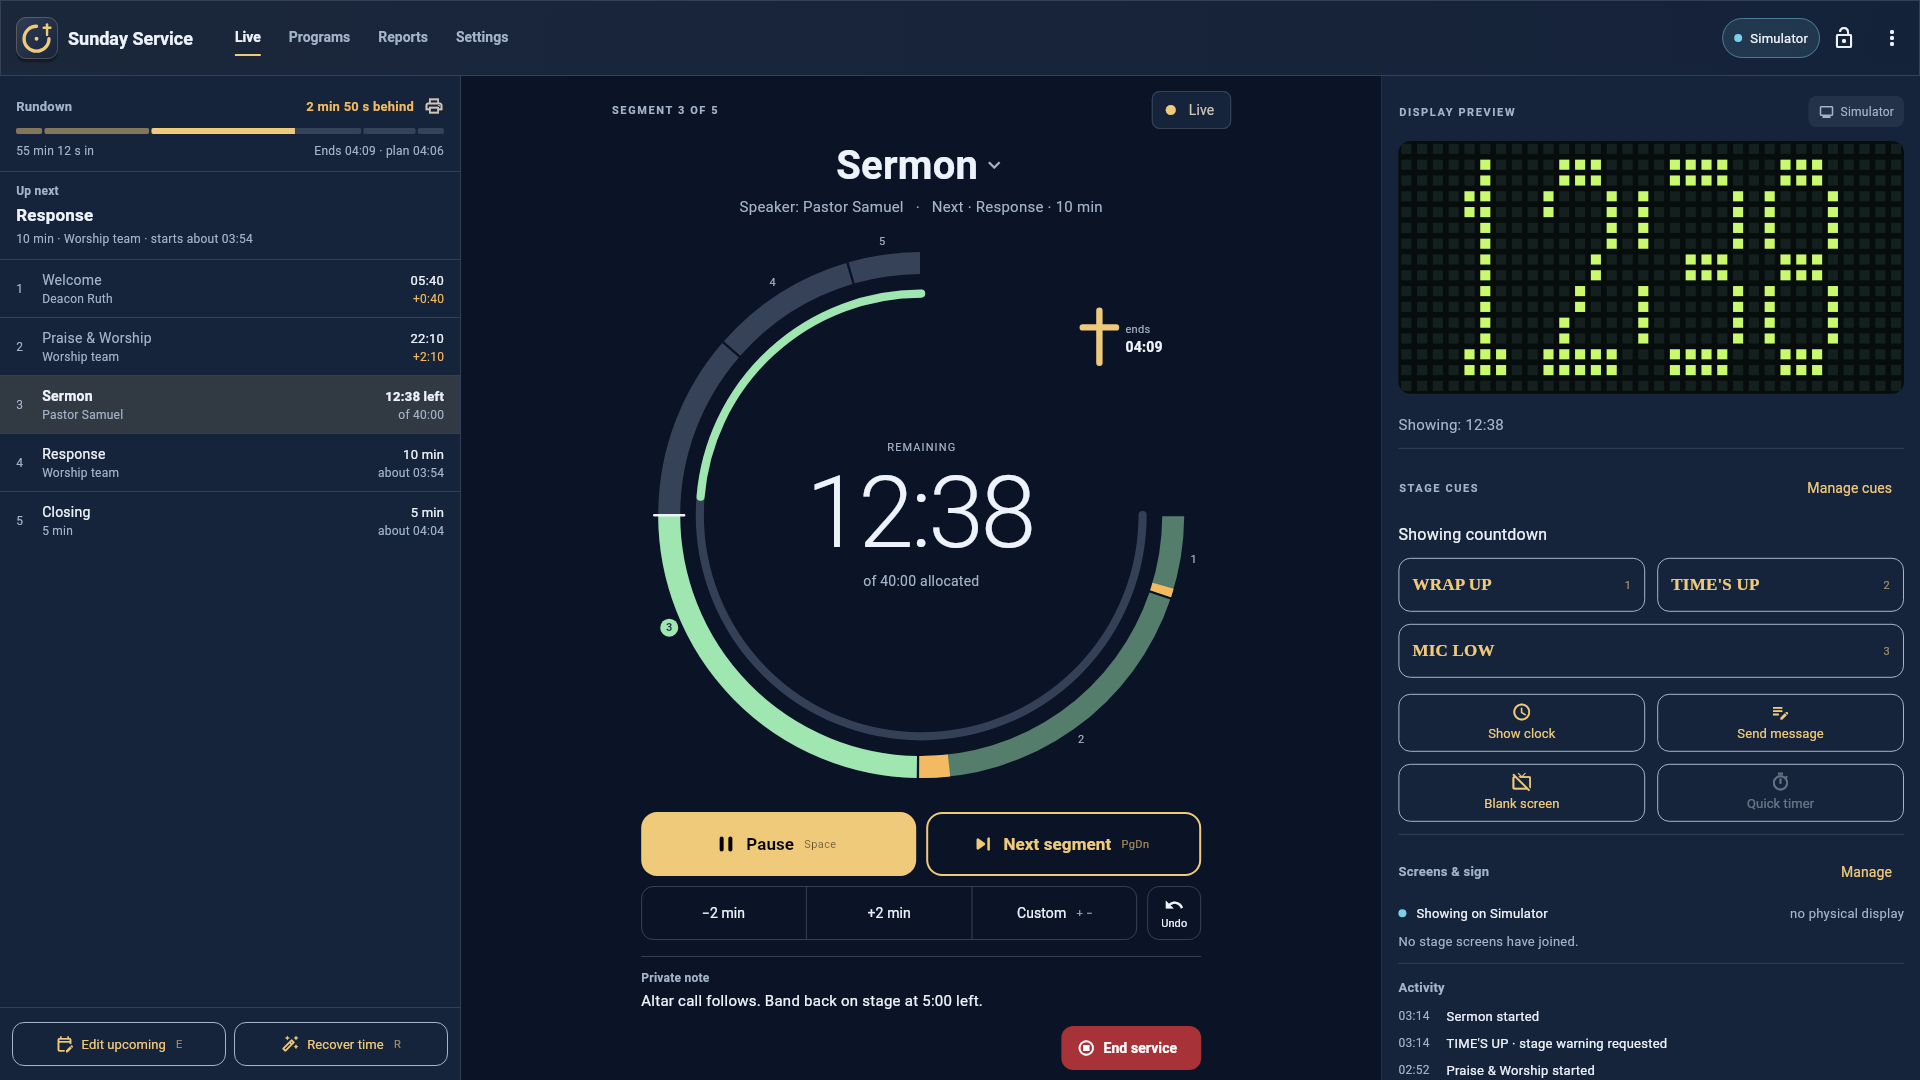 Sunday Service
Live
Programs
Reports
Settings
Simulator
Rundown
2 min 50 s behind
55 min 12 s in
Ends 04:09 · plan 04:06
Up next
Response
10 min · Worship team · starts about 03:54
1 Welcome 05:40
Deacon Ruth +0:40
2 Praise & Worship 22:10
Worship team +2:10
3 Sermon 12:38 left
Pastor Samuel of 40:00
4 Response 10 min
Worship team about 03:54
5 Closing 5 min
5 min about 04:04
Edit upcoming E
Recover time R
SEGMENT 3 OF 5
Live
Sermon
Speaker: Pastor Samuel · Next · Response · 10 min
5
4
ends
04:09
REMAINING
12:38
of 40:00 allocated
1
3
2
Pause Space
Next segment PgDn
−2 min
+2 min
Custom + −
Undo
Private note
Altar call follows. Band back on stage at 5:00 left.
End service
DISPLAY PREVIEW
Simulator
12:38
Showing: 12:38
STAGE CUES
Manage cues
Showing countdown
WRAP UP 1
TIME'S UP 2
MIC LOW 3
Show clock
Send message
Blank screen
Quick timer
Screens & sign
Manage
Showing on Simulator
no physical display
No stage screens have joined.
Activity
03:14 Sermon started
03:14 TIME'S UP · stage warning requested
02:52 Praise & Worship started